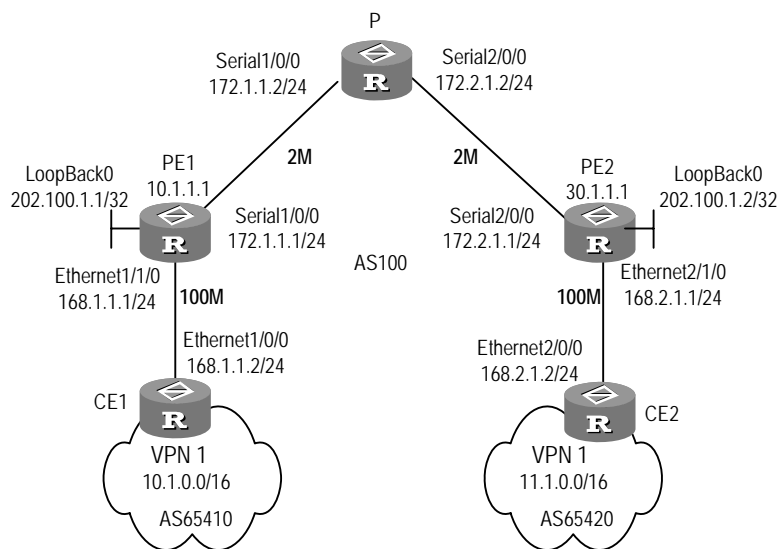 P
Serial1/0/0
172.1.1.2/24
Serial2/0/0
172.2.1.2/24
R
2M
2M
LoopBack0
202.100.1.1/32
PE1
10.1.1.1
PE2
30.1.1.1
LoopBack0
202.100.1.2/32
Serial1/0/0
172.1.1.1/24
Serial2/0/0
172.2.1.1/24
R
R
AS100
Ethernet1/1/0
168.1.1.1/24
100M
Ethernet2/1/0
168.2.1.1/24
100M
Ethernet1/0/0
168.1.1.2/24
Ethernet2/0/0
168.2.1.2/24
CE1
R
R
CE2
VPN 1
10.1.0.0/16
AS65410
VPN 1
11.1.0.0/16
AS65420